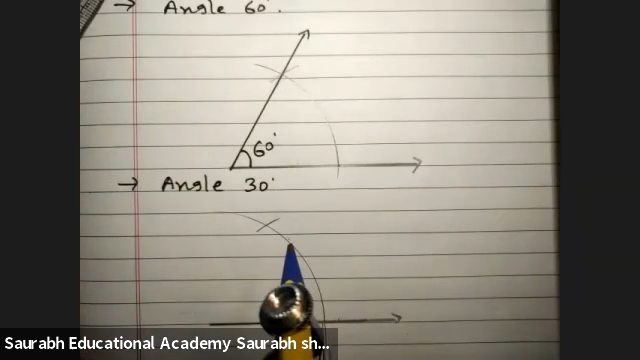 → Angle 60°.
60°
→ Angle 30°
Saurabh Educational Academy Saurabh sh...